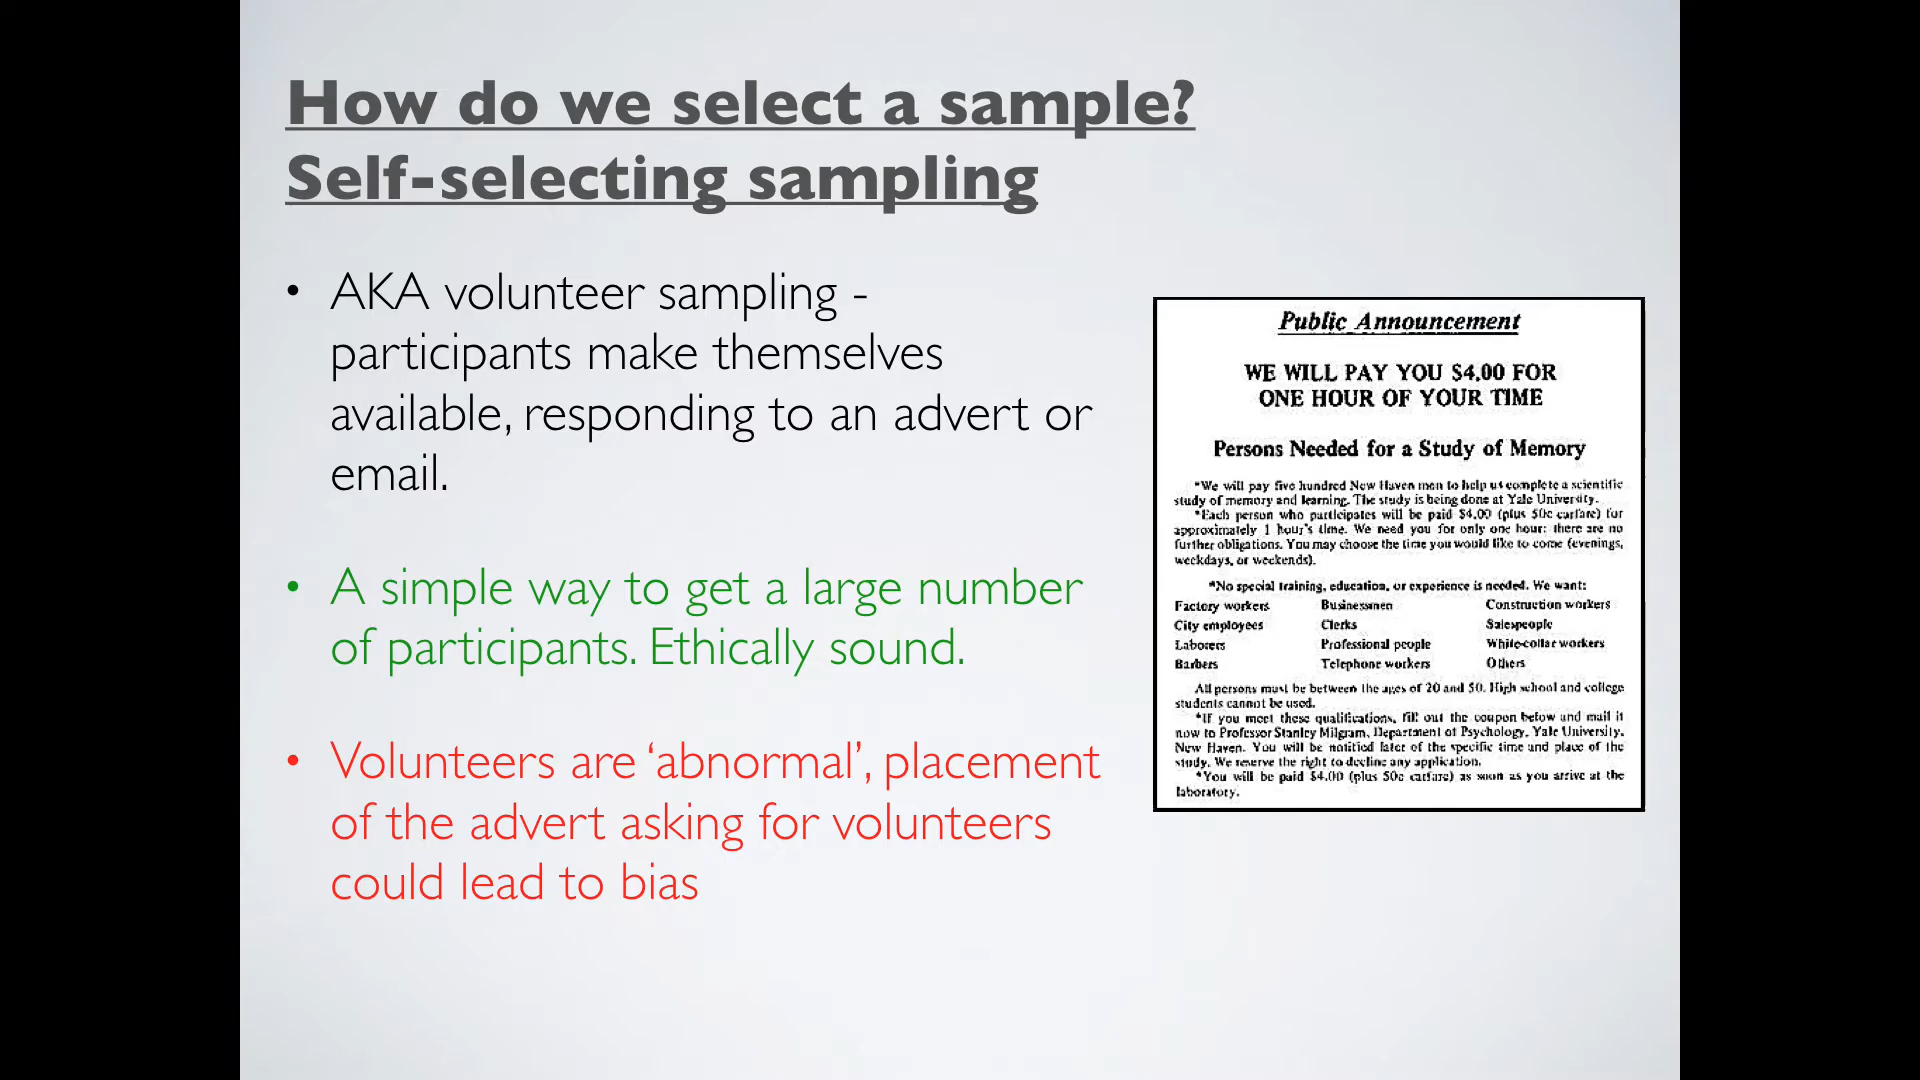 How do we select a sample?
Self-selecting sampling
• AKA volunteer sampling -
participants make themselves
available, responding to an advert or
email.
• A simple way to get a large number
of participants. Ethically sound.
• Volunteers are ‘abnormal’, placement
of the advert asking for volunteers
could lead to bias
Public Announcement
WE WILL PAY YOU $4.00 FOR
ONE HOUR OF YOUR TIME
Persons Needed for a Study of Memory
*We will pay five hundred New Haven men to help us complete a scientific
study of memory and learning. The study is being done at Yale University.
*Each person who participates will be paid $4.00 (plus 50c carfare) for
approximately 1 hour's time. We need you for only one hour: there are no
further obligations. You may choose the time you would like to come (evenings,
weekdays, or weekends).
*No special training, education, or experience is needed. We want:
Factory workers Businessmen Construction workers
City employees Clerks Salespeople
Laborers Professional people White-collar workers
Barbers Telephone workers Others
All persons must be between the ages of 20 and 50. High school and college
students cannot be used.
*If you meet these qualifications, fill out the coupon below and mail it
now to Professor Stanley Milgram, Department of Psychology, Yale University,
New Haven. You will be notified later of the specific time and place of the
study. We reserve the right to decline any application.
*You will be paid $4.00 (plus 50c carfare) as soon as you arrive at the
laboratory.